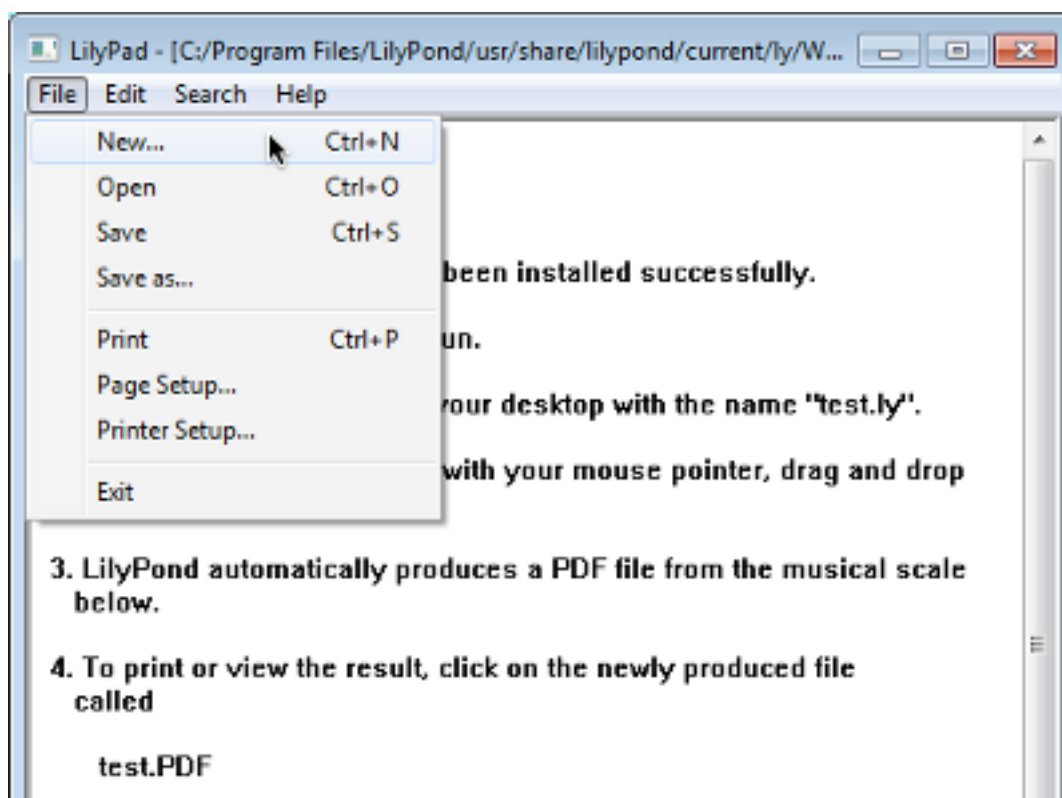 LilyPad - [C:/Program Files/LilyPond/usr/share/lilypond/current/ly/W...
File Edit Search Help
New... Ctrl+N
Open Ctrl+O
Save Ctrl+S
Save as...
Print Ctrl+P
Page Setup...
Printer Setup...
Exit
been installed successfully.
un.
our desktop with the name "test.ly".
with your mouse pointer, drag and drop
3. LilyPond automatically produces a PDF file from the musical scale
below.
4. To print or view the result, click on the newly produced file
called
test.PDF